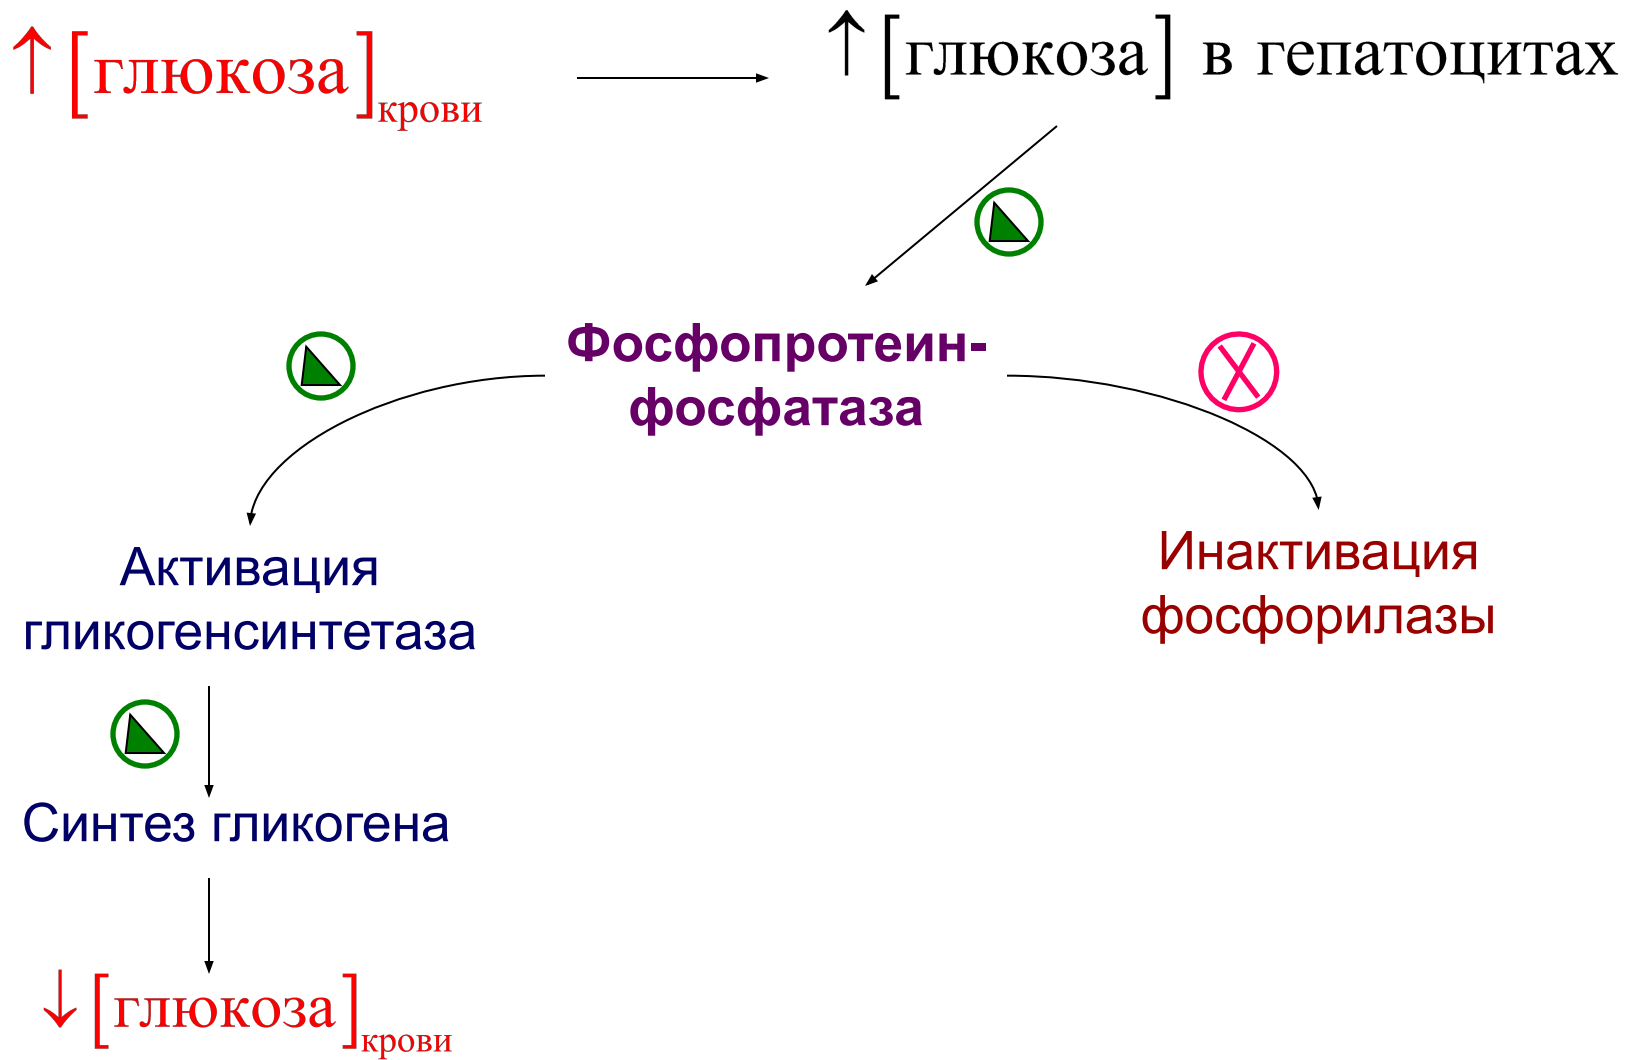 ↑[глюкоза]крови
↑[глюкоза] в гепатоцитах
Фосфопротеин-
фосфатаза
Активация
гликогенсинтетаза
Инактивация
фосфорилазы
Синтез гликогена
↓[глюкоза]крови